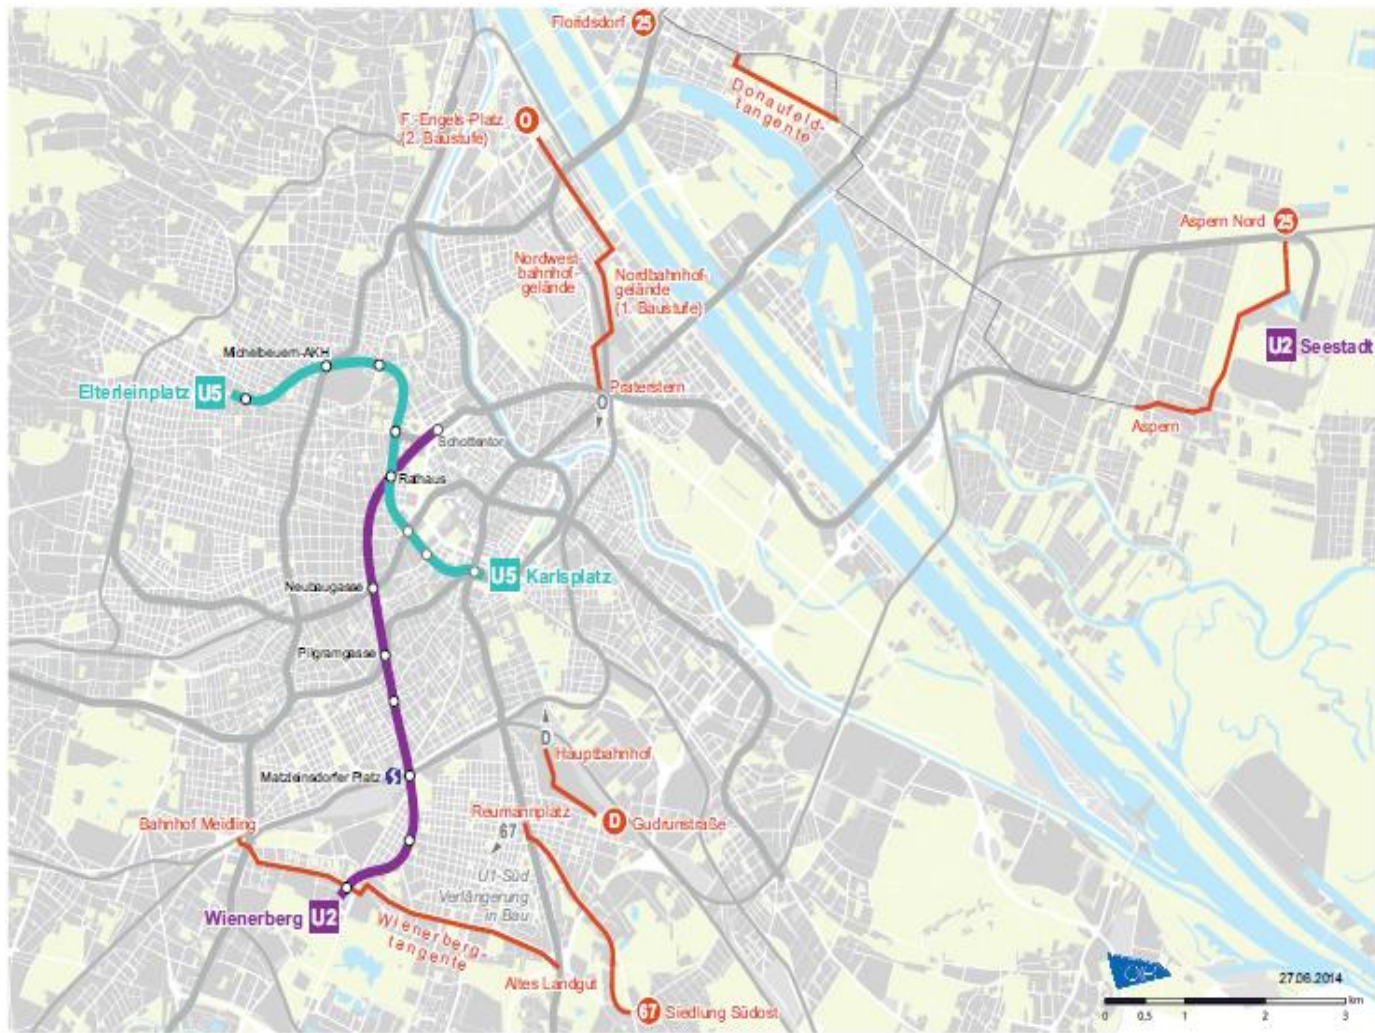 Floridsdorf 25
Donaufeld-
tangente
F.-Engels-Platz O
(2. Baustufe)
Aspern Nord 25
Nordwest-
bahnhof-
gelände
Nordbahnhof-
gelände
(1. Baustufe)
U2 Seestadt
Michelbeuern-AKH
Elterleinplatz U5
Praterstern
O
Aspern
Schottentor
Rathaus
U5 Karlsplatz
Neubaugasse
Pilgramgasse
D
Hauptbahnhof
Matzleinsdorfer Platz
Reumannplatz
D Gudrunstraße
Bahnhof Meidling
67
U1-Süd
Verlängerung
in Bau
Wienerberg U2
Wienerberg-
tangente
Altes Landgut
67 Siedlung Südost
27.06.2014
km
0 0,5 1 2 3